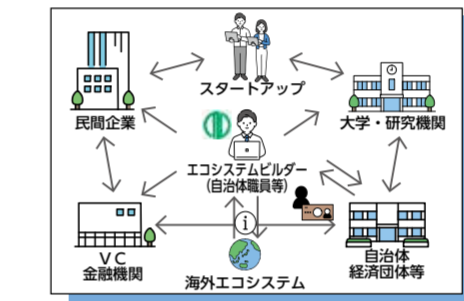 スタートアップ
民間企業
大学・研究機関
エコシステムビルダー
(自治体職員等)
i
VC
金融機関
自治体
経済団体等
海外エコシステム